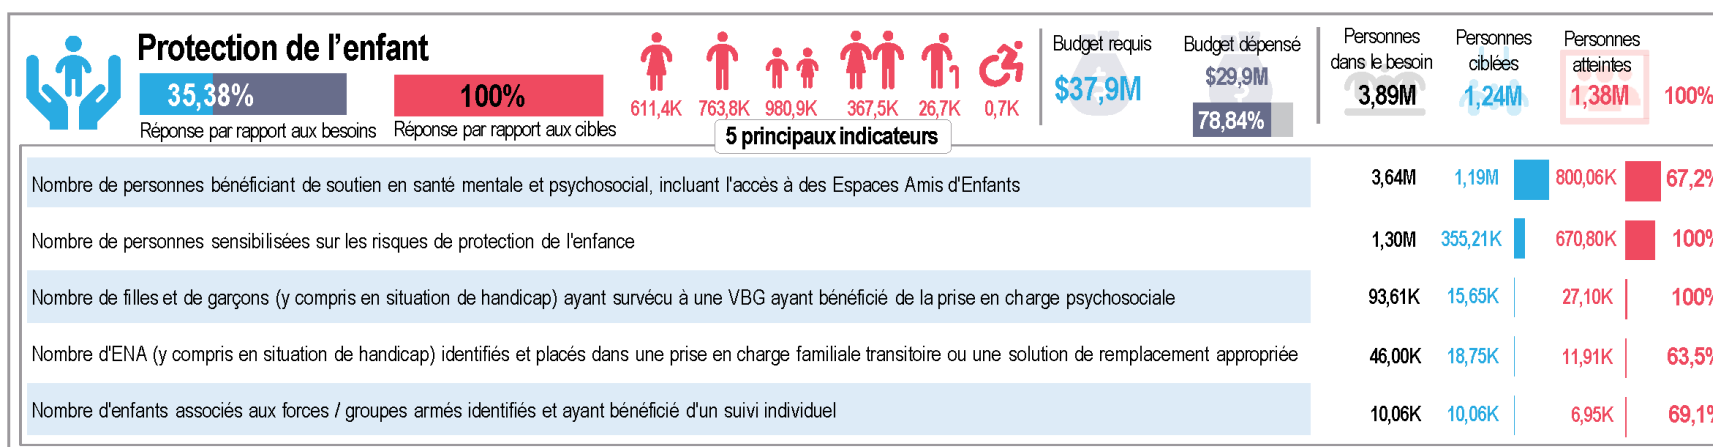 Protection de l'enfant
35,38%
Réponse par rapport aux besoins
100%
Réponse par rapport aux cibles
611,4K 763,8K 980,9K 367,5K 26,7K 0,7K
Budget requis
$37,9M
Budget dépensé
$29,9M
78,84%
Personnes
dans le besoin
3,89M
Personnes
ciblées
1,24M
Personnes
atteintes
1,38M
100%
5 principaux indicateurs
Nombre de personnes bénéficiant de soutien en santé mentale et psychosocial, incluant l'accès à des Espaces Amis d'Enfants 3,64M 1,19M 800,06K 67,2%
Nombre de personnes sensibilisées sur les risques de protection de l'enfance 1,30M 355,21K 670,80K 100%
Nombre de filles et de garçons (y compris en situation de handicap) ayant survécu à une VBG ayant bénéficié de la prise en charge psychosociale 93,61K 15,65K 27,10K 100%
Nombre d'ENA (y compris en situation de handicap) identifiés et placés dans une prise en charge familiale transitoire ou une solution de remplacement appropriée 46,00K 18,75K 11,91K 63,5%
Nombre d'enfants associés aux forces / groupes armés identifiés et ayant bénéficié d'un suivi individuel 10,06K 10,06K 6,95K 69,1%